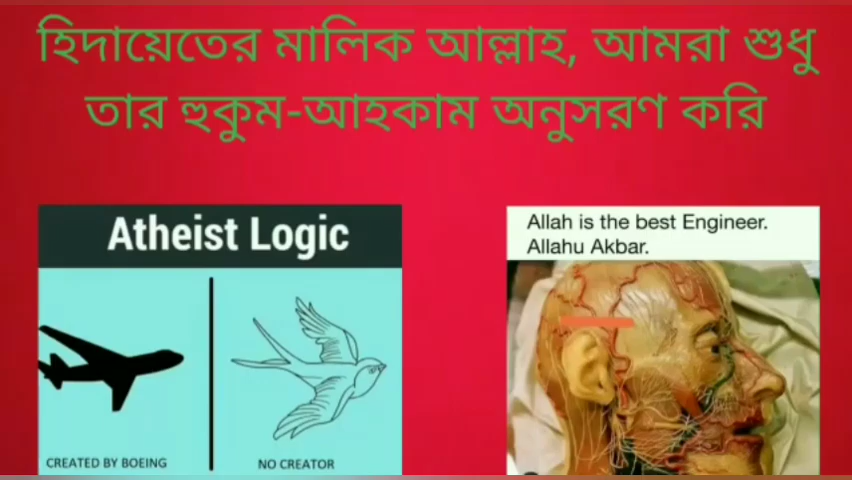 হিদায়েতের মালিক আল্লাহ, আমরা শুধু
তার হুকুম-আহকাম অনুসরণ করি
Atheist Logic
CREATED BY BOEING
NO CREATOR
Allah is the best Engineer.
Allahu Akbar.